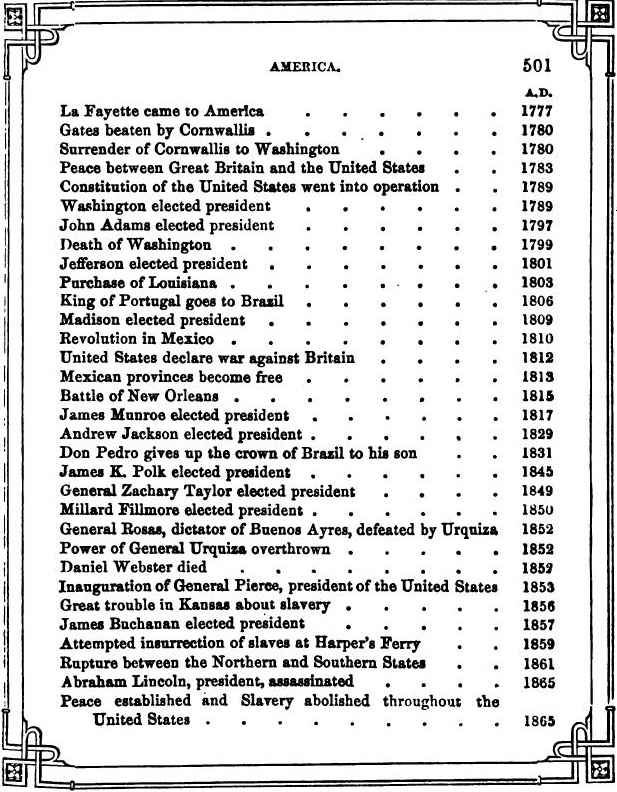 AMERICA. 501
A.D.
La Fayette came to America . . . . . . 1777
Gates beaten by Cornwallis . . . . . . . 1780
Surrender of Cornwallis to Washington . . . . 1780
Peace between Great Britain and the United States . . 1783
Constitution of the United States went into operation . . 1789
Washington elected president . . . . . . 1789
John Adams elected president . . . . . . 1797
Death of Washington . . . . . . . . 1799
Jefferson elected president . . . . . . . 1801
Purchase of Louisiana . . . . . . . . 1803
King of Portugal goes to Brazil . . . . . . 1806
Madison elected president . . . . . . . 1809
Revolution in Mexico . . . . . . . . 1810
United States declare war against Britain . . . . 1812
Mexican provinces become free . . . . . . 1813
Battle of New Orleans . . . . . . . . 1815
James Munroe elected president . . . . . . 1817
Andrew Jackson elected president . . . . . . 1829
Don Pedro gives up the crown of Brazil to his son . . 1831
James K. Polk elected president . . . . . . 1845
General Zachary Taylor elected president . . . . 1849
Millard Fillmore elected president . . . . . . 1850
General Rosas, dictator of Buenos Ayres, defeated by Urquiza 1852
Power of General Urquiza overthrown . . . . . 1852
Daniel Webster died . . . . . . . 1852
Inauguration of General Pierce, president of the United States 1853
Great trouble in Kansas about slavery . . . . . 1856
James Buchanan elected president . . . . . 1857
Attempted insurrection of slaves at Harper's Ferry . . 1859
Rupture between the Northern and Southern States . . 1861
Abraham Lincoln, president, assassinated . . . . 1865
Peace established and Slavery abolished throughout the
United States . . . . . . . . . 1865